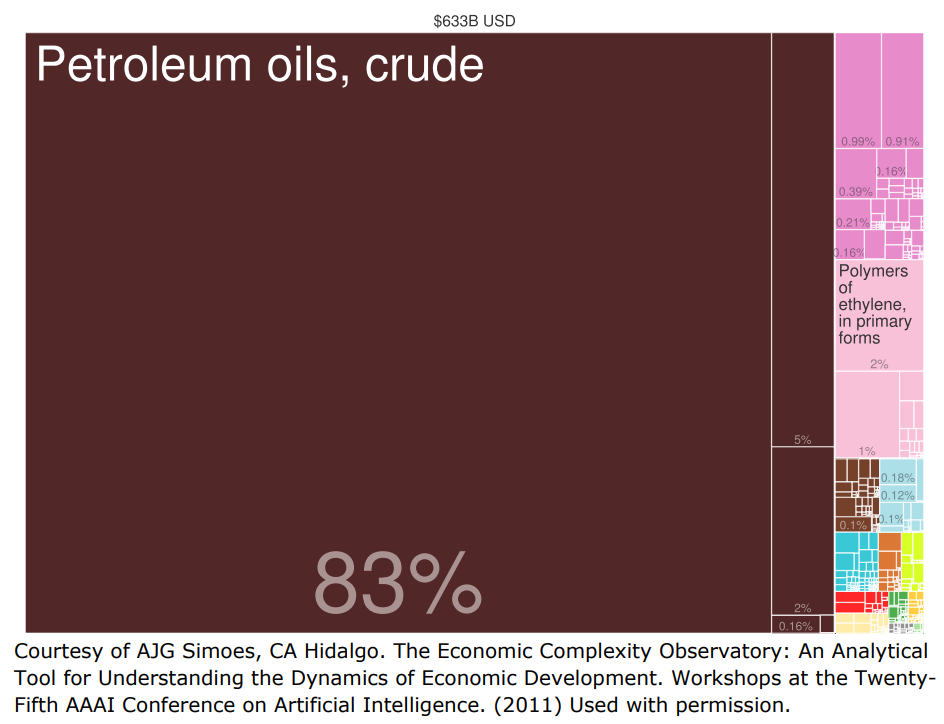 $633B USD
Petroleum oils, crude
83%
5%
2%
0.16%
0.99%
0.91%
0.39%
0.16%
0.21%
0.16%
Polymers
of
ethylene,
in primary
forms
2%
1%
0.1%
0.18%
0.12%
0.1%
Courtesy of AJG Simoes, CA Hidalgo. The Economic Complexity Observatory: An Analytical
Tool for Understanding the Dynamics of Economic Development. Workshops at the Twenty-
Fifth AAAI Conference on Artificial Intelligence. (2011) Used with permission.